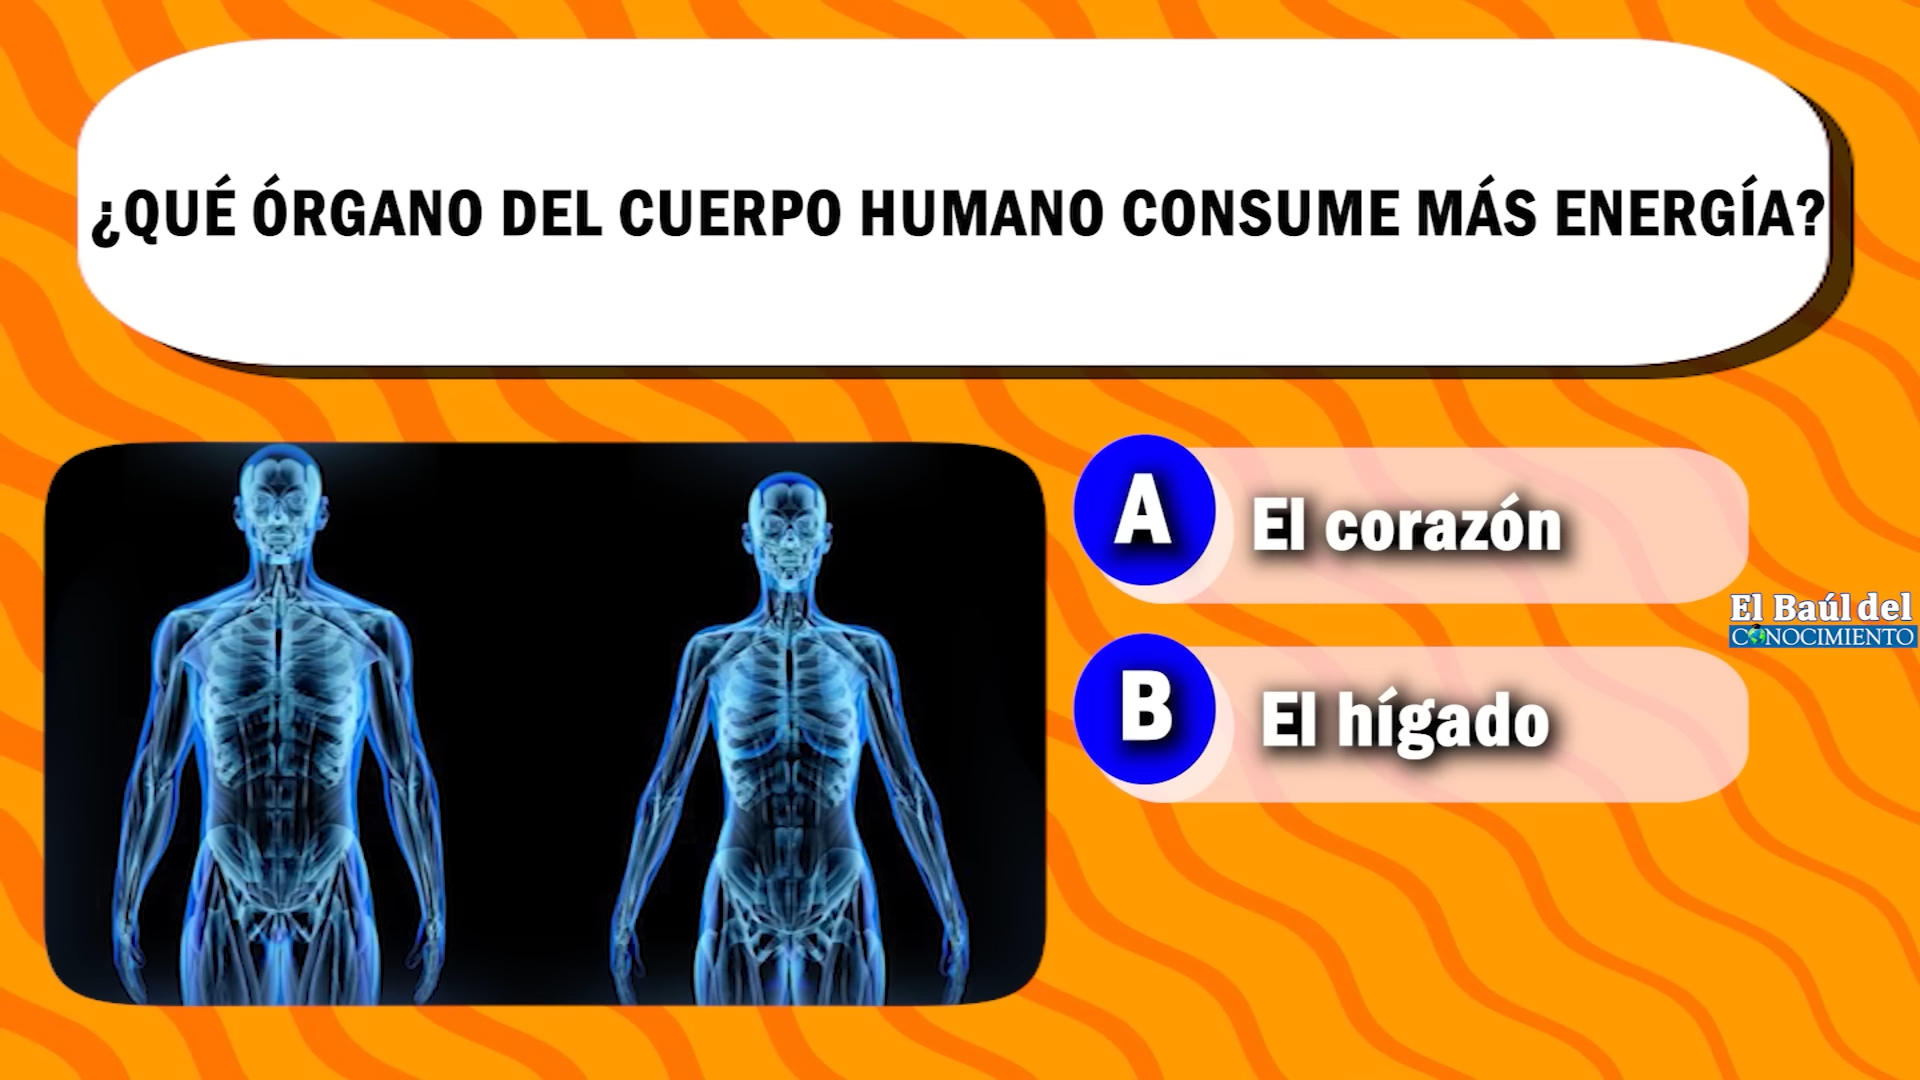 ¿QUÉ ÓRGANO DEL CUERPO HUMANO CONSUME MÁS ENERGÍA?
A El corazón
B El hígado
El Baúl del
CONOCIMIENTO